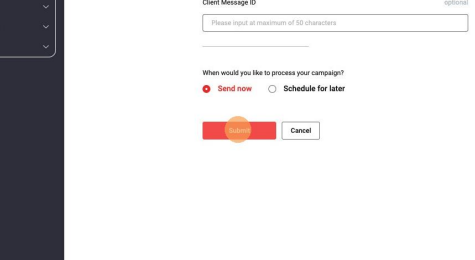 Client Message ID optional
Please input at maximum of 50 characters
When would you like to process your campaign?
Send now Schedule for later
Submit Cancel